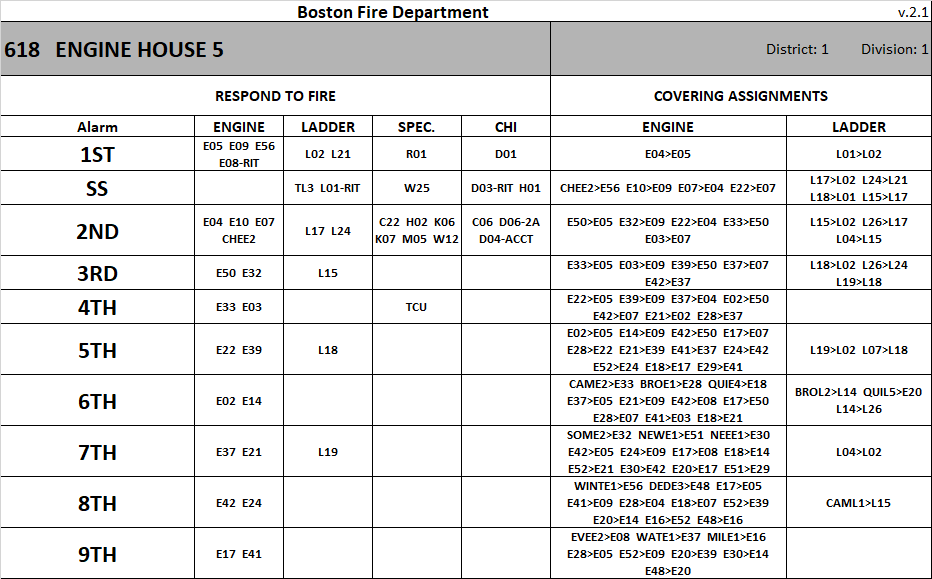 Boston Fire Department v.2.1
618 ENGINE HOUSE 5 District: 1 Division: 1
RESPOND TO FIRE COVERING ASSIGNMENTS
Alarm ENGINE LADDER SPEC. CHI ENGINE LADDER
1ST E05 E09 E56 E08-RIT L02 L21 R01 D01 E04>E05 L01>L02
SS TL3 L01-RIT W25 D03-RIT H01 CHEE2>E56 E10>E09 E07>E04 E22>E07 L17>L02 L24>L21
L18>L01 L15>L17
2ND E04 E10 E07 CHEE2 L17 L24 C22 H02 K06 K07 M05 W12 C06 D06-2A D04-ACCT E50>E05 E32>E09 E22>E04 E33>E50 E03>E07 L15>L02 L26>L17 L04>L15
3RD E50 E32 L15 E33>E05 E03>E09 E39>E50 E37>E07 E42>E37 L18>L02 L26>L24 L19>L18
4TH E33 E03 TCU E22>E05 E39>E09 E37>E04 E02>E50 E42>E07 E21>E02 E28>E37
5TH E22 E39 L18 E02>E05 E14>E09 E42>E50 E17>E07 E28>E22 E21>E39 E41>E37 E24>E42 E52>E24 E18>E17 E29>E41 L19>L02 L07>L18
6TH E02 E14 CAME2>E33 BROE1>E28 QUIE4>E18 E37>E05 E21>E09 E42>E08 E17>E50 E28>E07 E41>E03 E18>E21 BROL2>L14 QUIL5>E20 L14>L26
7TH E37 E21 L19 SOME2>E32 NEWE1>E51 NEEE1>E30 E42>E05 E24>E09 E17>E08 E18>E14 E52>E21 E30>E42 E20>E17 E51>E29 L04>L02
8TH E42 E24 WINTE1>E56 DEDE3>E48 E17>E05 E41>E09 E28>E04 E18>E07 E52>E39 E20>E14 E16>E52 E48>E16 CAML1>L15
9TH E17 E41 EVEE2>E08 WATE1>E37 MILE1>E16 E28>E05 E52>E09 E20>E39 E30>E14 E48>E20